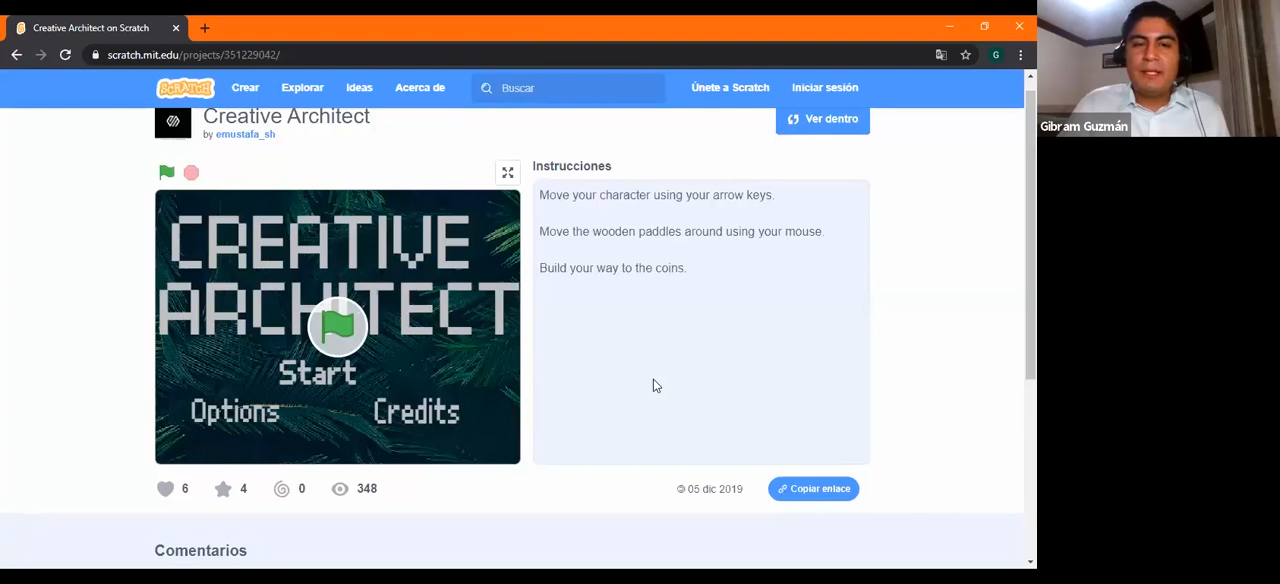 Creative Architect on Scratch
scratch.mit.edu/projects/351229042/
G
SCRATCH
Crear
Explorar
Ideas
Acerca de
Buscar
Únete a Scratch
Iniciar sesión
Creative Architect
by emustafa_sh
Ver dentro
Instrucciones
Move your character using your arrow keys.
Move the wooden paddles around using your mouse.
Build your way to the coins.
CREATIVE
ARCHITECT
Start
Options
Credits
6
4
0
348
© 05 dic 2019
Copiar enlace
Comentarios
Gibram Guzmán